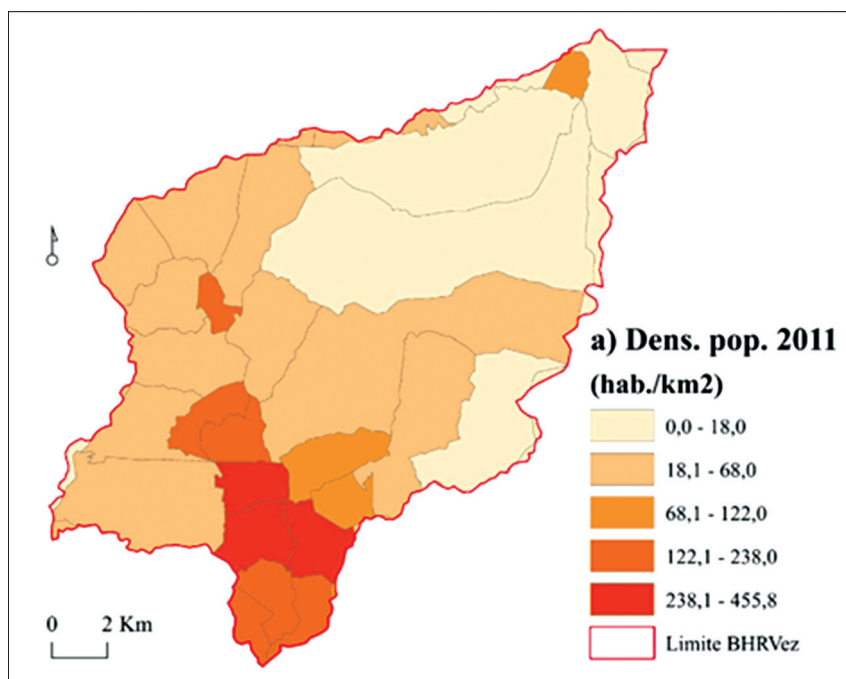 a) Dens. pop. 2011
(hab./km2)
0,0 - 18,0
18,1 - 68,0
68,1 - 122,0
122,1 - 238,0
238,1 - 455,8
Limite BHRVez
0 2 Km